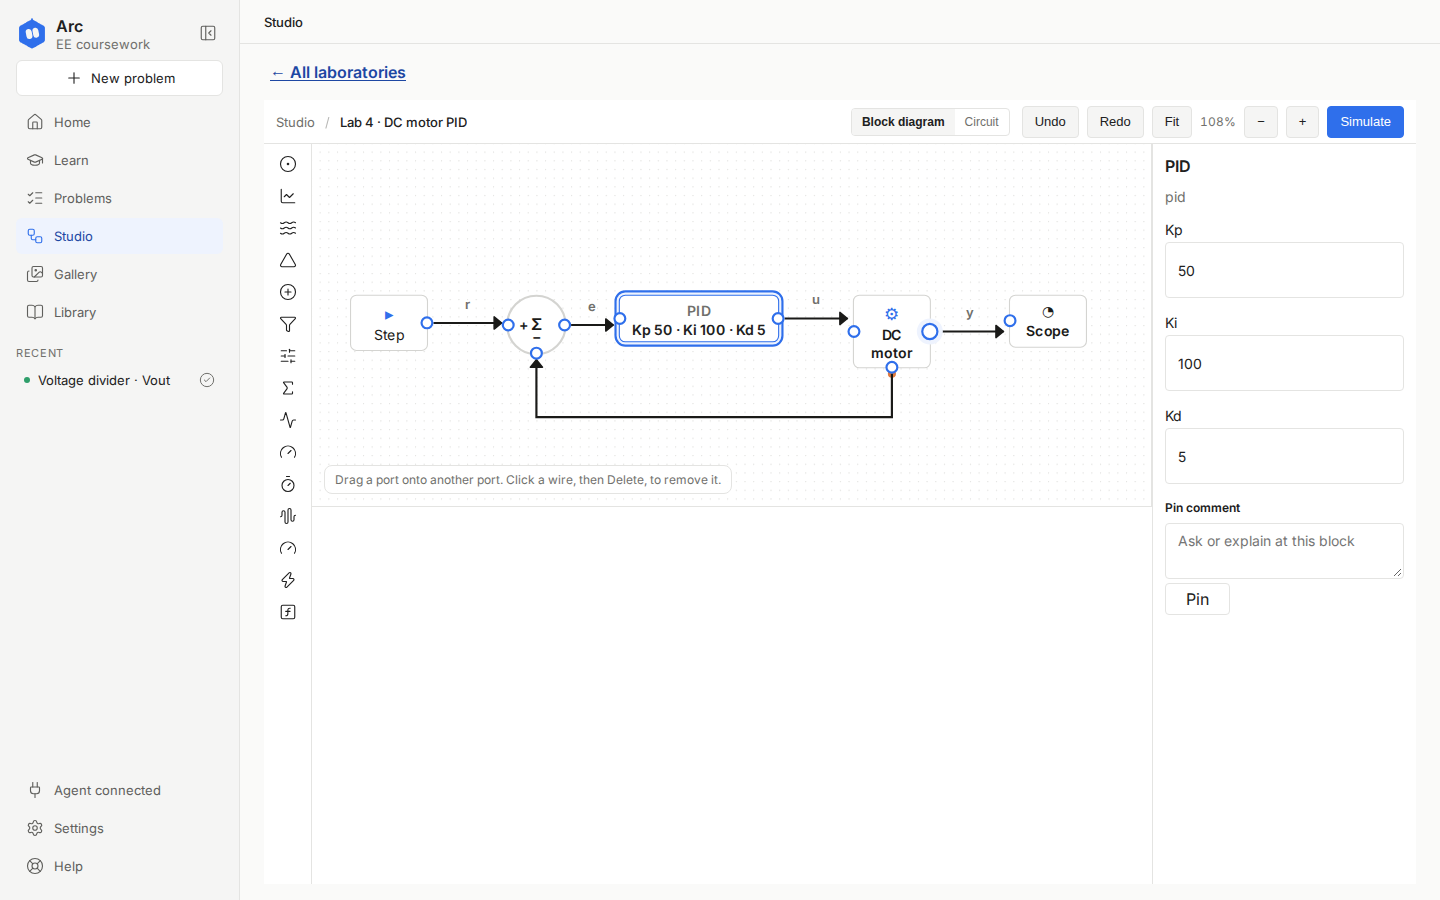 Arc
EE coursework
New problem
Home
Learn
Problems
Studio
Gallery
Library
RECENT
Voltage divider · Vout
Agent connected
Settings
Help
Studio
← All laboratories
Studio / Lab 4 · DC motor PID
Block diagram
Circuit
Undo
Redo
Fit
108%
−
+
Simulate
Step
r
+ Σ
−
e
PID
Kp 50 · Ki 100 · Kd 5
u
DC
motor
y
Scope
Drag a port onto another port. Click a wire, then Delete, to remove it.
PID
pid
Kp
50
Ki
100
Kd
5
Pin comment
Ask or explain at this block
Pin